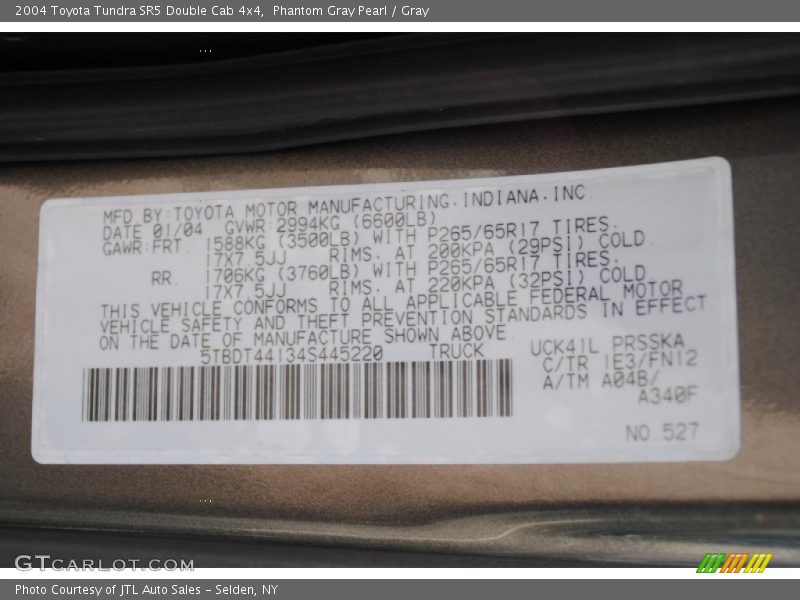 2004 Toyota Tundra SR5 Double Cab 4x4,  Phantom Gray Pearl / Gray
MFD BY:TOYOTA MOTOR MANUFACTURING.INDIANA.INC
DATE 01/04  GVWR:2994KG (6600LB)
GAWR:FRT. 1588KG (3500LB) WITH P265/65R17 TIRES.
17X7.5JJ RIMS. AT 200KPA (29PSI) COLD
RR. 1706KG (3760LB) WITH P265/65R17 TIRES.
17X7.5JJ RIMS. AT 220KPA (32PSI) COLD
THIS VEHICLE CONFORMS TO ALL APPLICABLE FEDERAL MOTOR
VEHICLE SAFETY AND THEFT PREVENTION STANDARDS IN EFFECT
ON THE DATE OF MANUFACTURE SHOWN ABOVE
5TBDT44134S445220 TRUCK
UCK41L PRSSKA
C/TR 1E3/FN12
A/TM A04B/
A340F
NO.527
GTCARLOT.COM
Photo Courtesy of JTL Auto Sales - Selden, NY